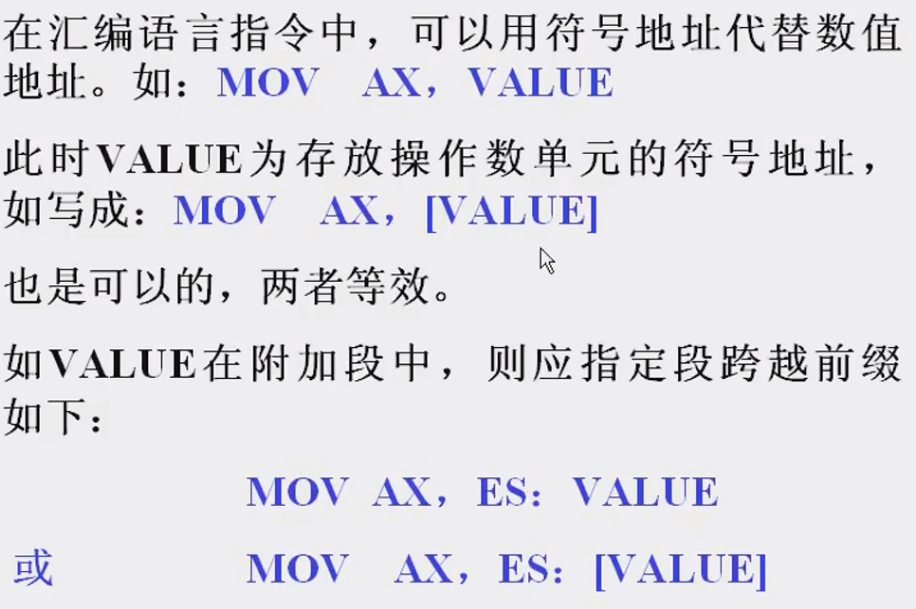 在汇编语言指令中，可以用符号地址代替数值
地址。如：MOV AX，VALUE
此时VALUE为存放操作数单元的符号地址，
如写成：MOV AX，[VALUE]
也是可以的，两者等效。
如VALUE在附加段中，则应指定段跨越前缀
如下：
MOV AX，ES：VALUE
或 MOV AX，ES：[VALUE]